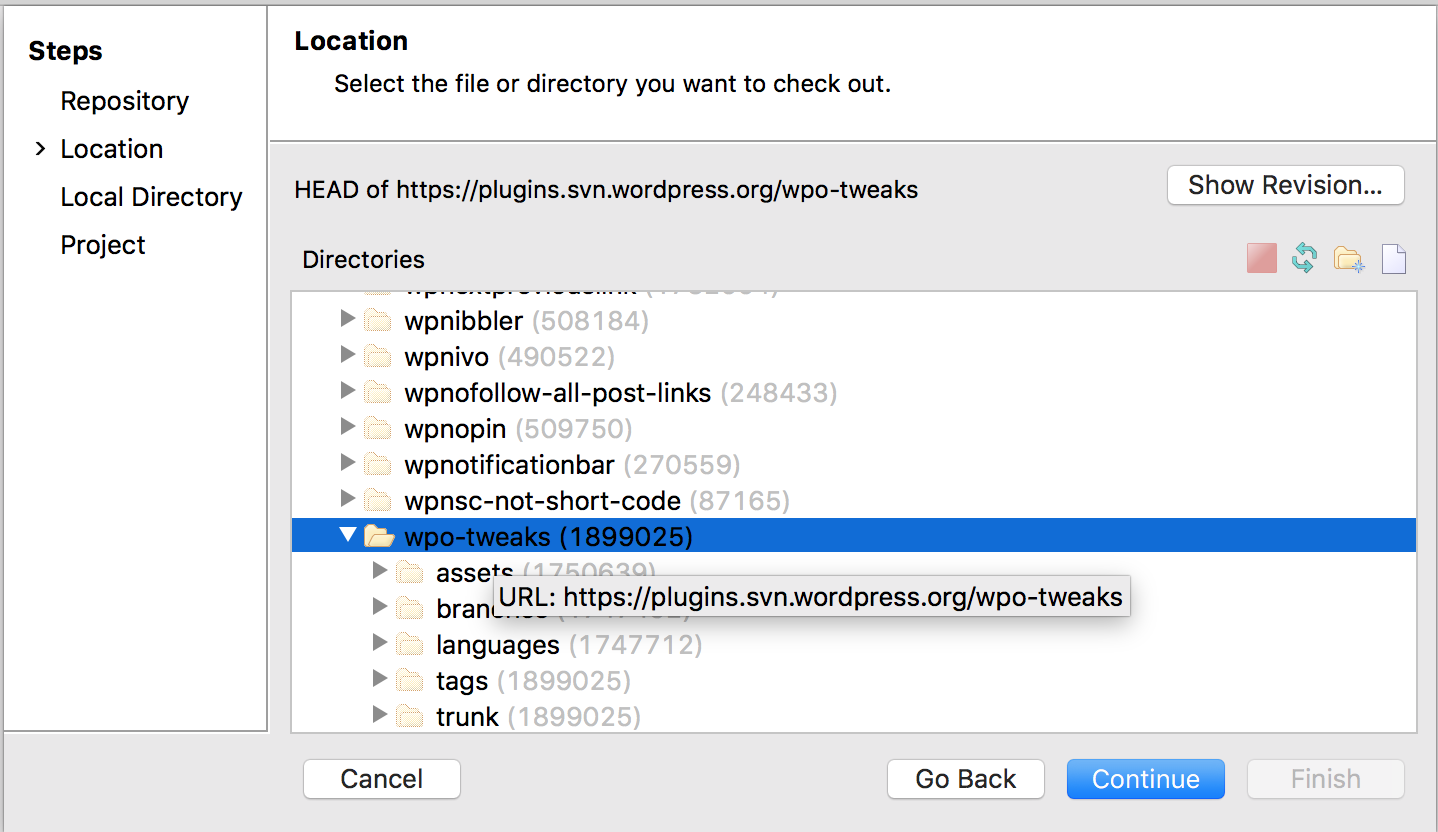 Steps
Repository
Location
Local Directory
Project
Location
Select the file or directory you want to check out.
HEAD of https://plugins.svn.wordpress.org/wpo-tweaks
Show Revision...
Directories
wpnibbler (508184)
wpnivo (490522)
wpnofollow-all-post-links (248433)
wpnopin (509750)
wpnotificationbar (270559)
wpnsc-not-short-code (87165)
wpo-tweaks (1899025)
assets (1750639)
URL: https://plugins.svn.wordpress.org/wpo-tweaks
branches
languages (1747712)
tags (1899025)
trunk (1899025)
Cancel
Go Back
Continue
Finish